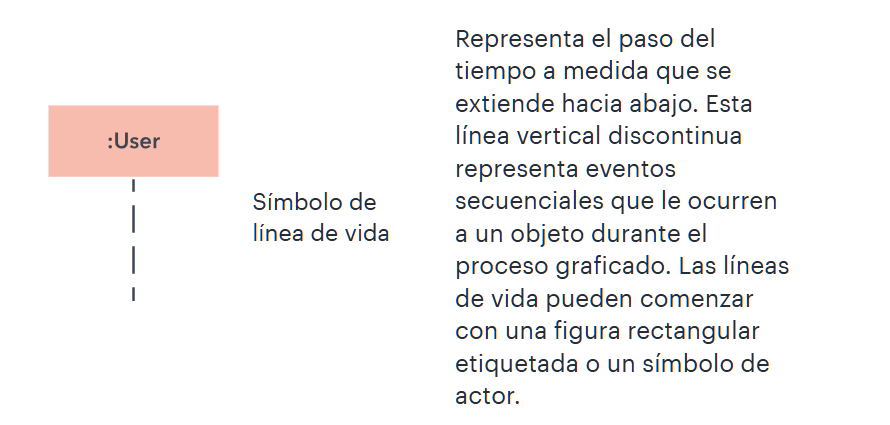 :User
Símbolo de
línea de vida
Representa el paso del
tiempo a medida que se
extiende hacia abajo. Esta
línea vertical discontinua
representa eventos
secuenciales que le ocurren
a un objeto durante el
proceso graficado. Las líneas
de vida pueden comenzar
con una figura rectangular
etiquetada o un símbolo de
actor.